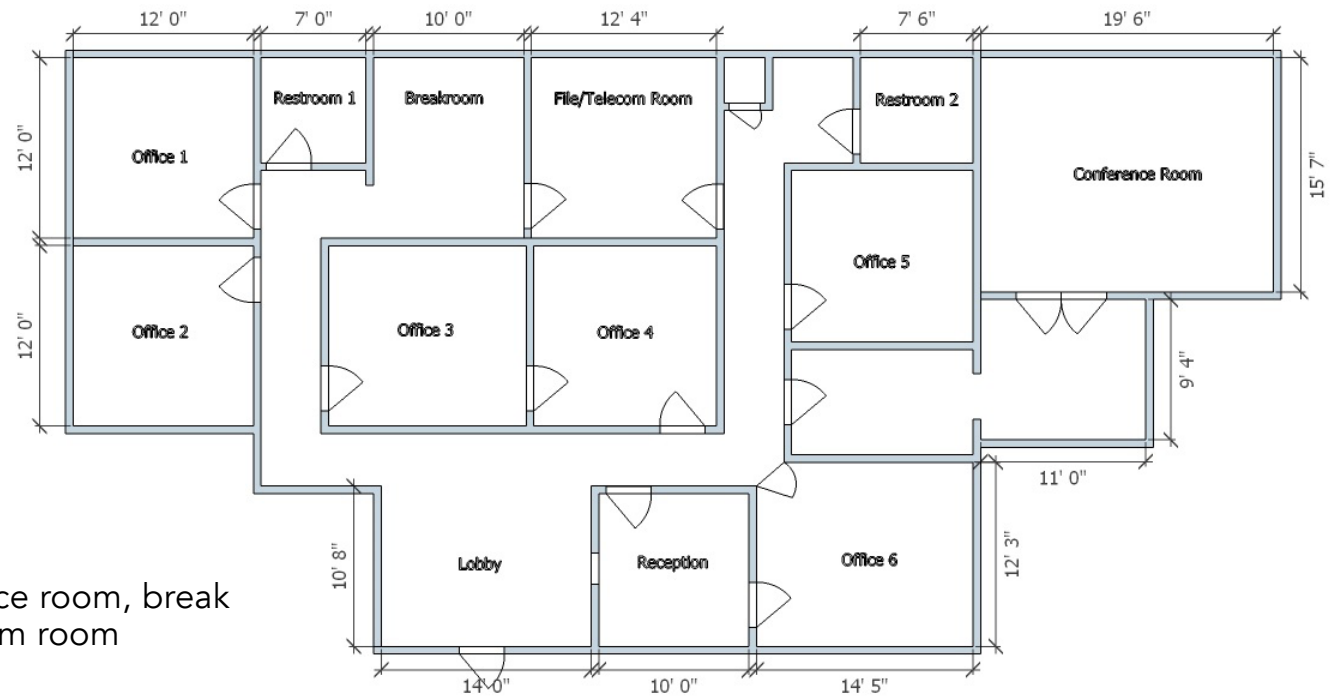 12' 0"
7' 0"
10' 0"
12' 4"
7' 6"
19' 6"
Restroom 1
Breakroom
File/Telecom Room
Restroom 2
12' 0"
Office 1
Conference Room
15' 7"
Office 5
12' 0"
Office 2
Office 3
Office 4
9' 4"
11' 0"
10' 8"
Lobby
Reception
Office 6
12' 3"
ce room, break
m room
14' 0"
10' 0"
14' 5"